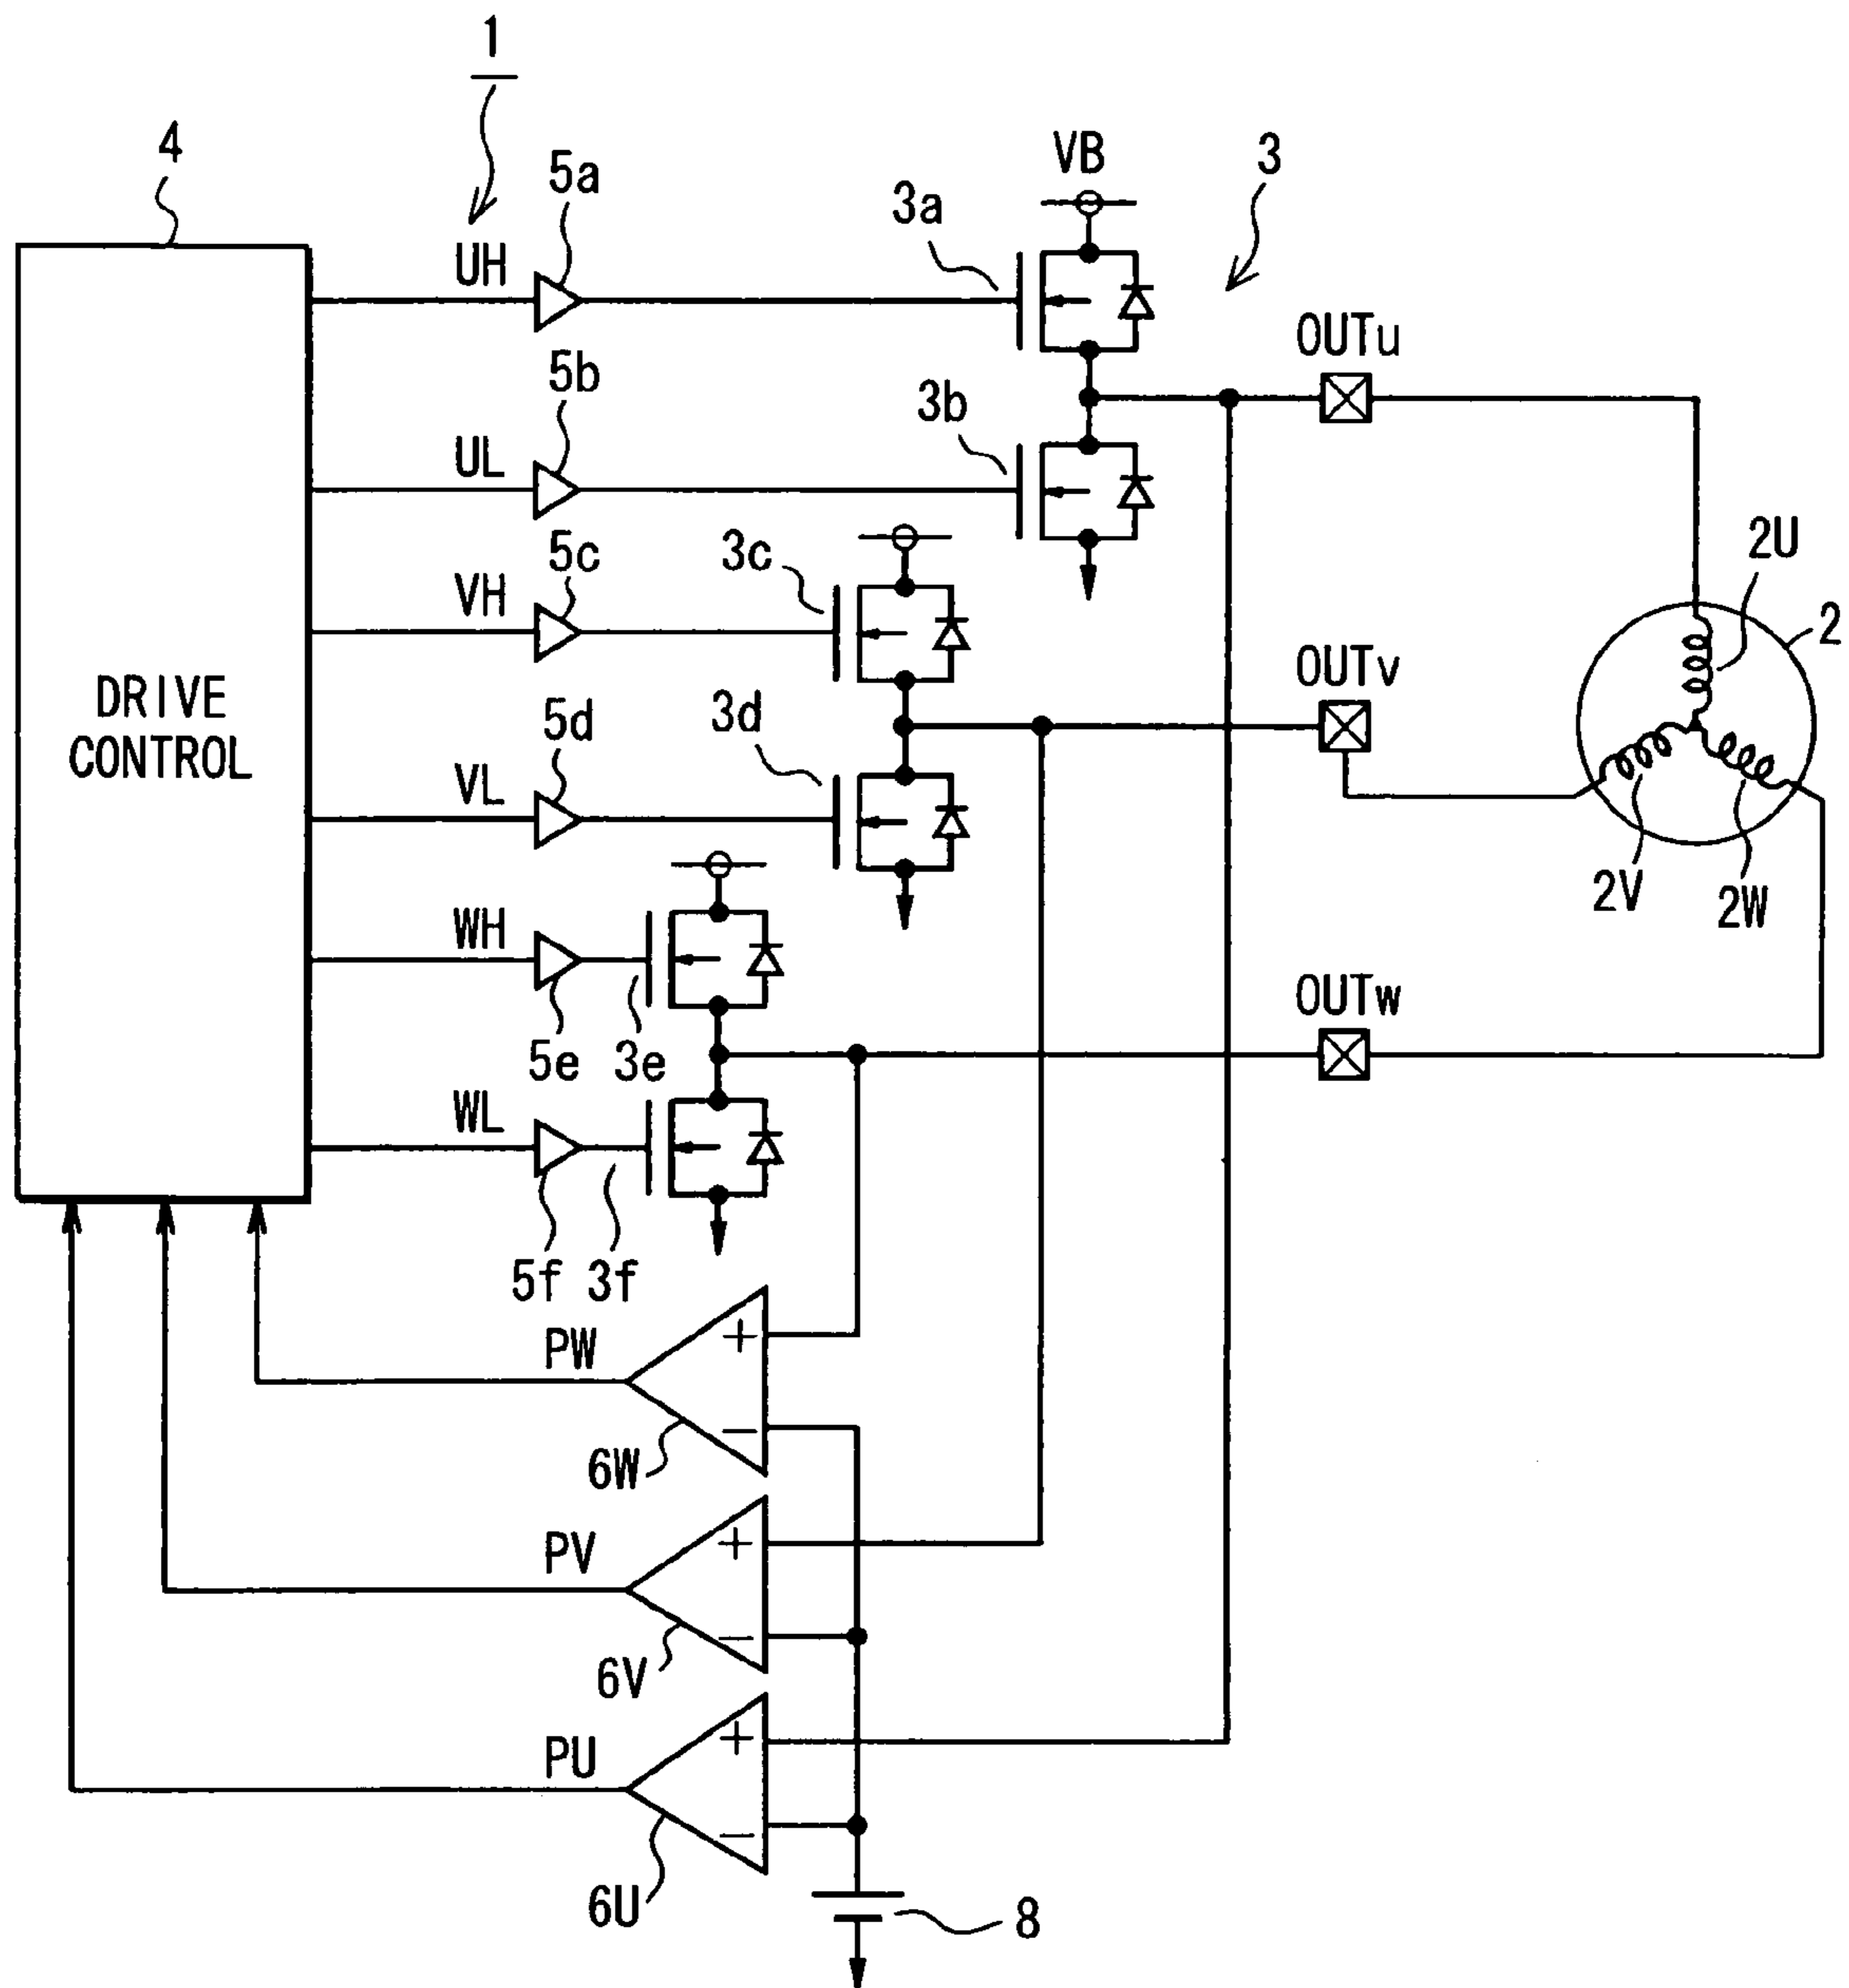 1
4
5a
VB
3
3a
UH
OUTu
5b
3b
UL
5c
3c
2U
VH
2
OUTv
DRIVE
CONTROL
5d
3d
VL
2V
2W
WH
OUTw
5e
3e
WL
5f
3f
+
PW
−
6W
+
PV
−
6V
+
PU
−
6U
8